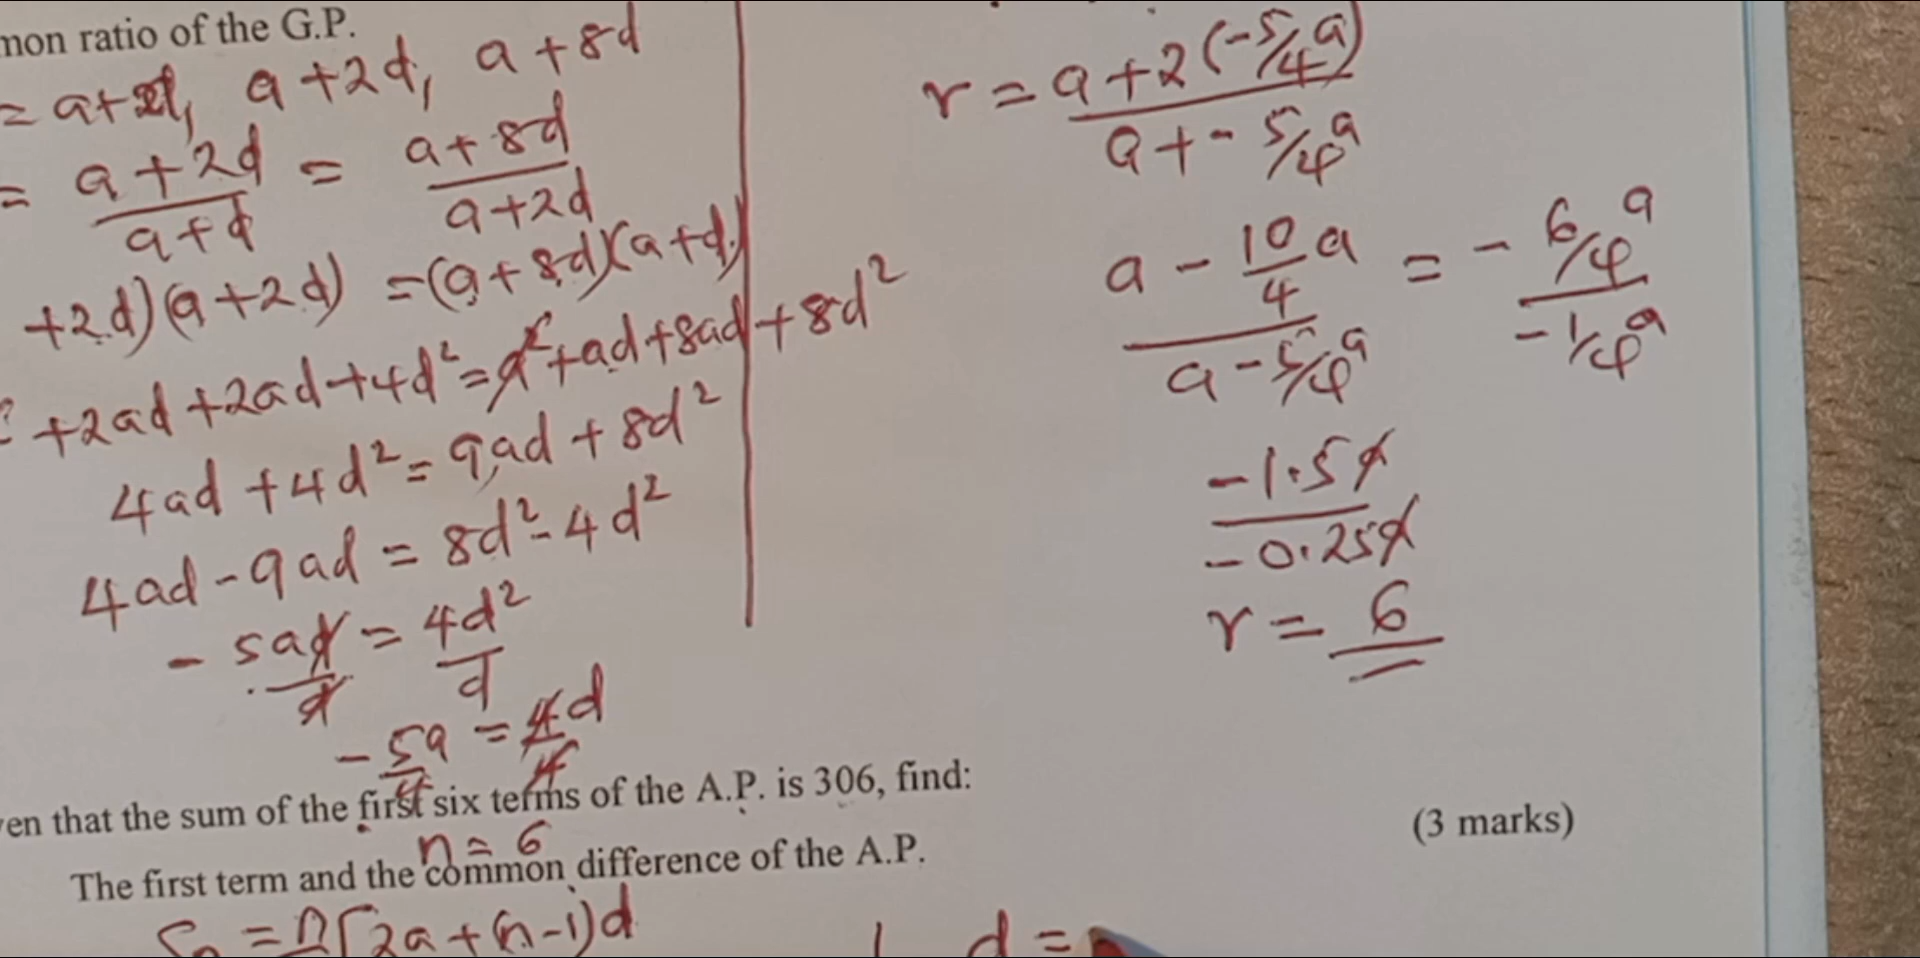 mon ratio of the G.P.
= a+d, a+2d, a+8d
= a+2d/a+d = a+8d/a+2d
+2d)(a+2d) = (a+8d)(a+d)
+2ad+2ad+4d² = a²+ad+8ad+8d²
4ad+4d² = 9ad+8d²
4ad-9ad = 8d²-4d²
-5ad/d = 4d²/d
-5a/4 = 4d/4
r = a+2(-5/4a)/a+-5/4a
a-10/4a/a-5/4a = -6/4a/-1/4a
-1.5a/-0.25a
r = 6
en that the sum of the first six terms of the A.P. is 306, find:
(3 marks)
n = 6
The first term and the common difference of the A.P.
= n[2a+(n-1)d
d =